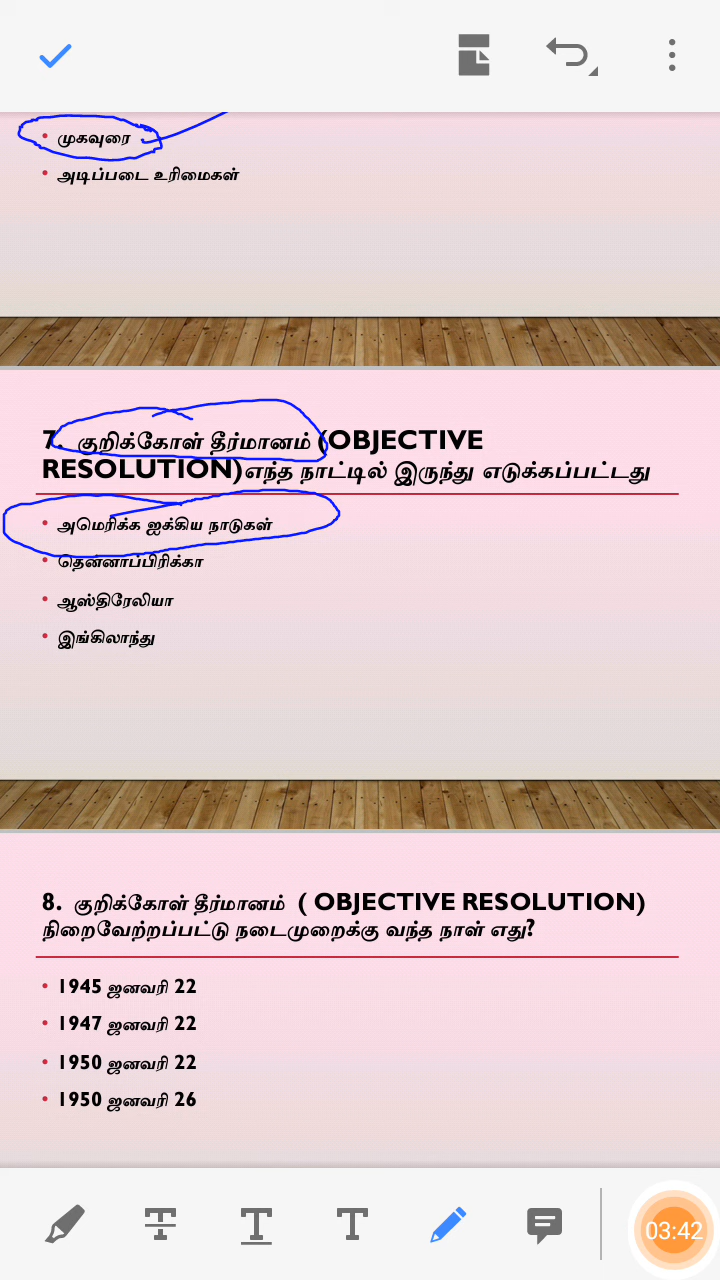 முகவுரை
அடிப்படை உரிமைகள்
7. குறிக்கோள் தீர்மானம் (OBJECTIVE
RESOLUTION)எந்த நாட்டில் இருந்து எடுக்கப்பட்டது
அமெரிக்க ஐக்கிய நாடுகள்
தென்னாப்பிரிக்கா
ஆஸ்திரேலியா
இங்கிலாந்து
8. குறிக்கோள் தீர்மானம் ( OBJECTIVE RESOLUTION)
நிறைவேற்றப்பட்டு நடைமுறைக்கு வந்த நாள் எது?
1945 ஜனவரி 22
1947 ஜனவரி 22
1950 ஜனவரி 22
1950 ஜனவரி 26
03:42